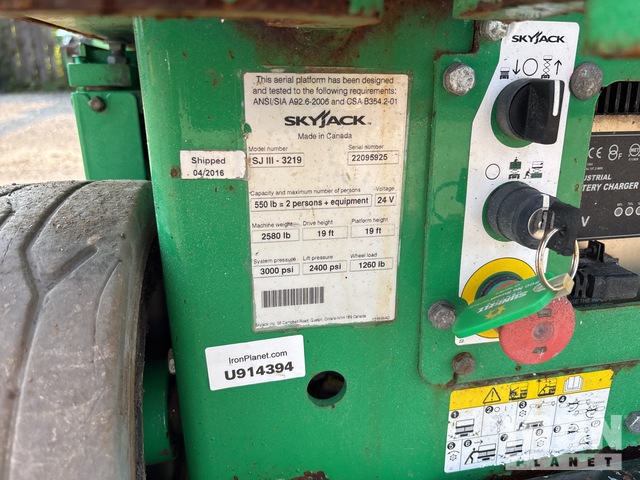 SKYJACK
This aerial platform has been designed
and tested to the following requirements:
ANSI/SIA A92.6-2006 and CSA B354.2-01
SKYJACK
Made in Canada
Model number
Serial number
SJ III - 3219
22095925
Shipped
04/2016
Capacity and maximum number of persons
Voltage
550 lb = 2 persons + equipment
24 V
Machine weight
Drive height
Platform height
2580 lb
19 ft
19 ft
System pressure
Lift pressure
Wheel load
3000 psi
2400 psi
1260 lb
IronPlanet.com
U914394
CE
BATTERY CHARGER
PLANET